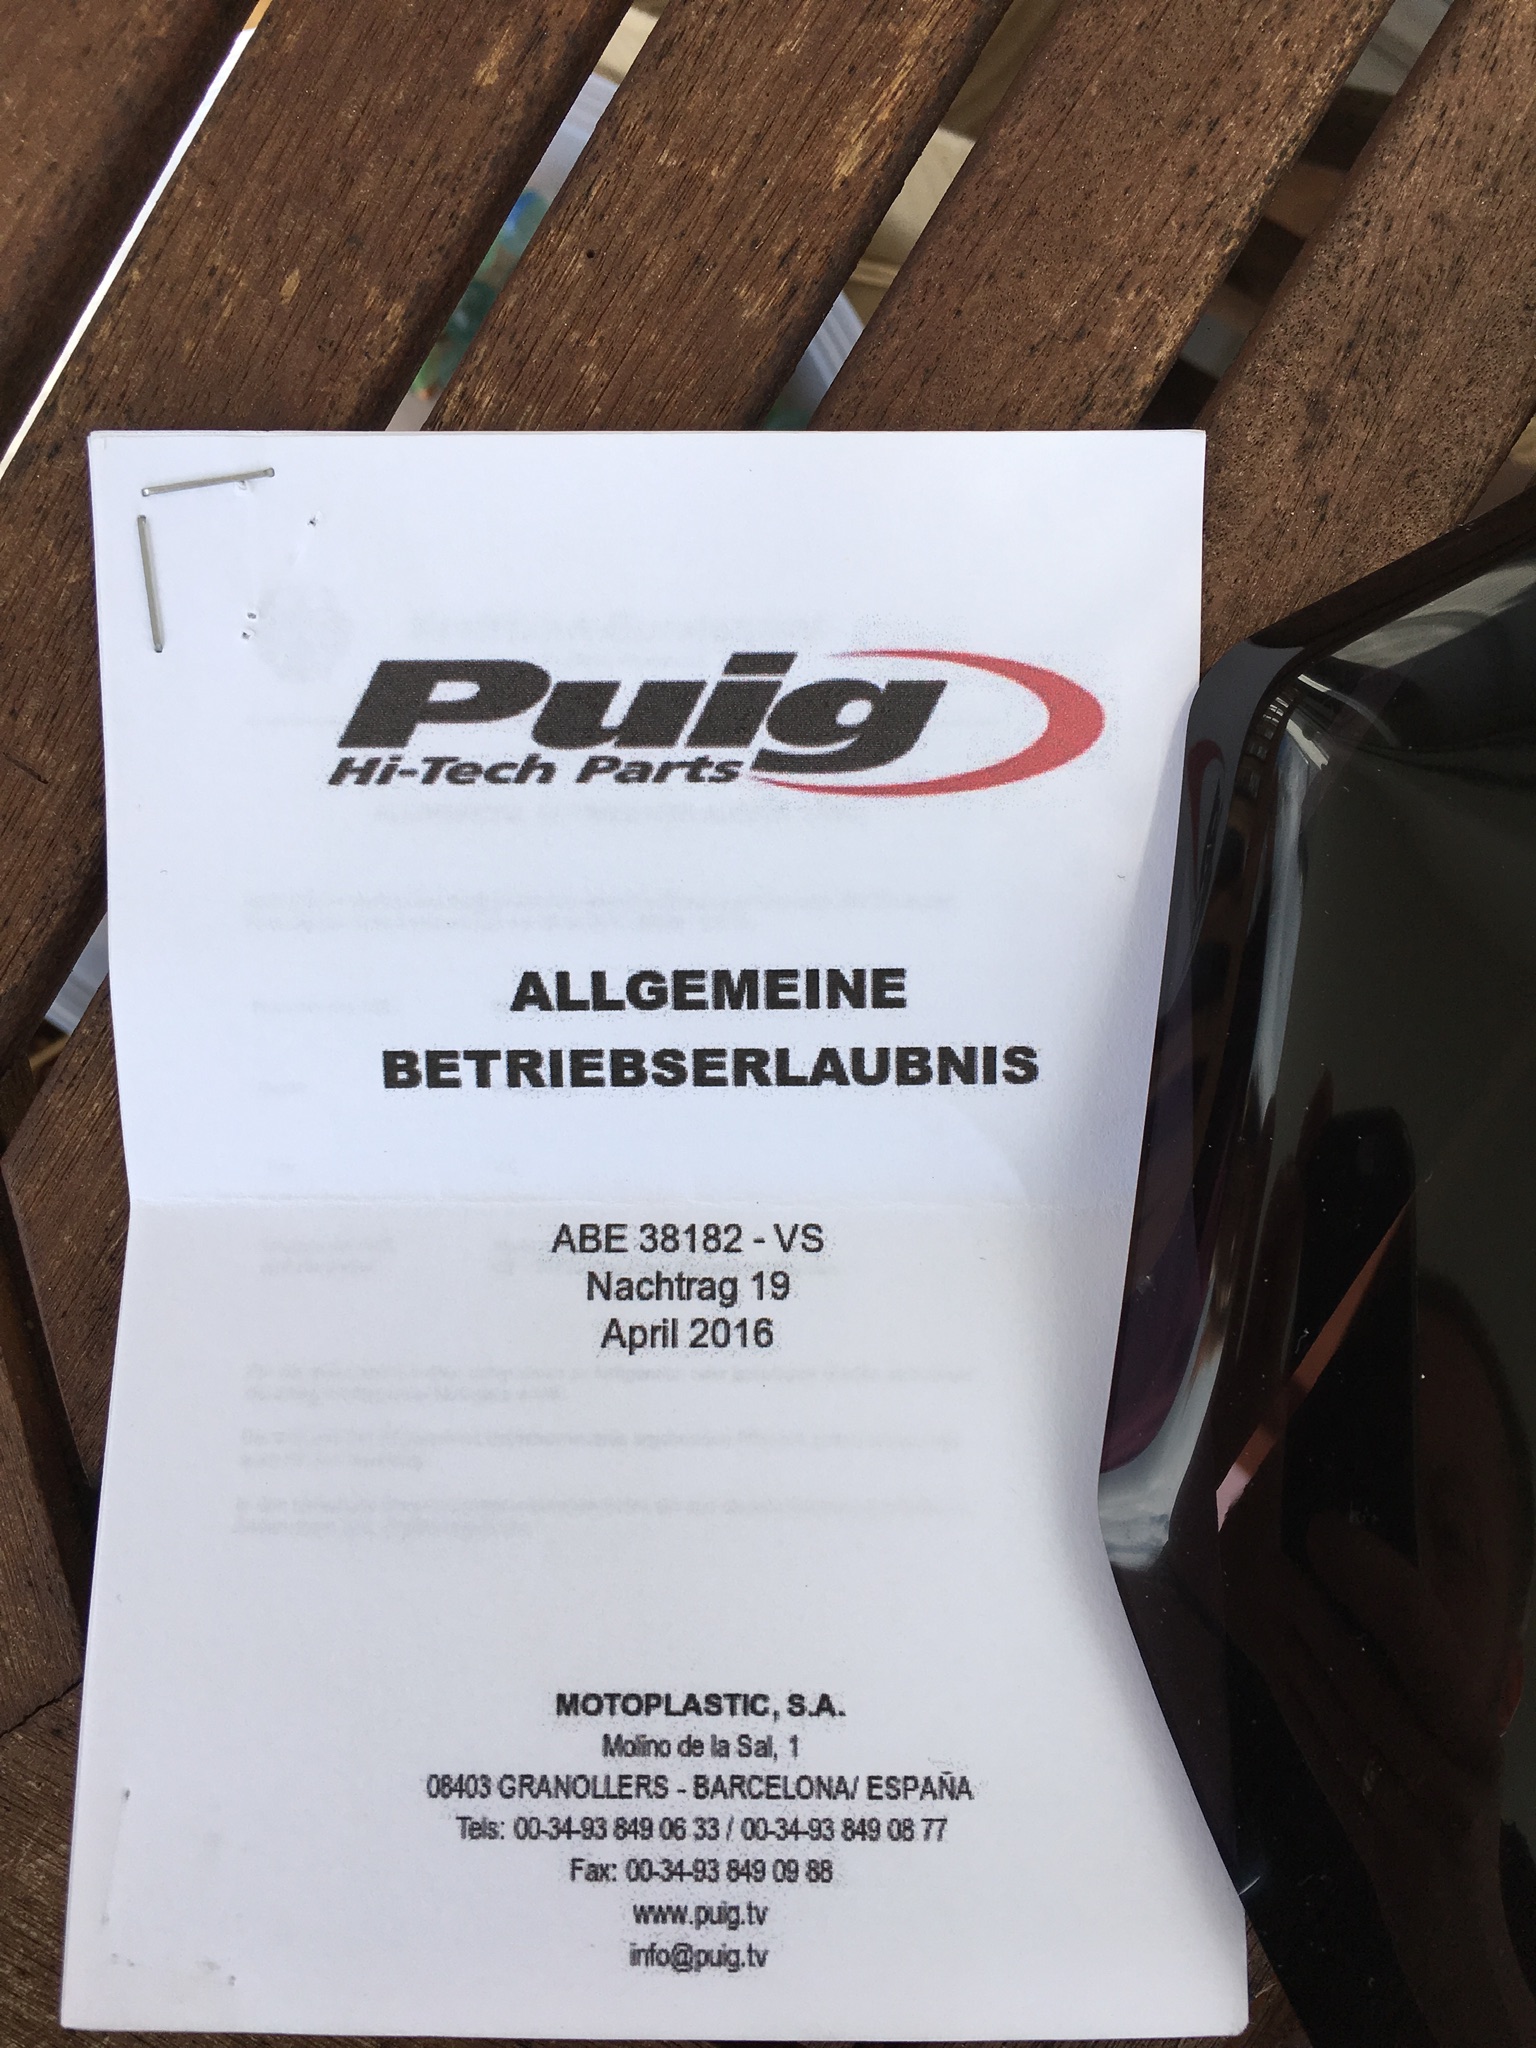 Puig
Hi-Tech Parts
ALLGEMEINE
BETRIEBSERLAUBNIS
ABE 38182 - VS
Nachtrag 19
April 2016
MOTOPLASTIC, S.A.
Molino de la Sal, 1
08403 GRANOLLERS - BARCELONA/ ESPAÑA
Tels: 00-34-93 849 06 33 / 00-34-93 849 08 77
Fax: 00-34-93 849 09 88
www.puig.tv
info@puig.tv